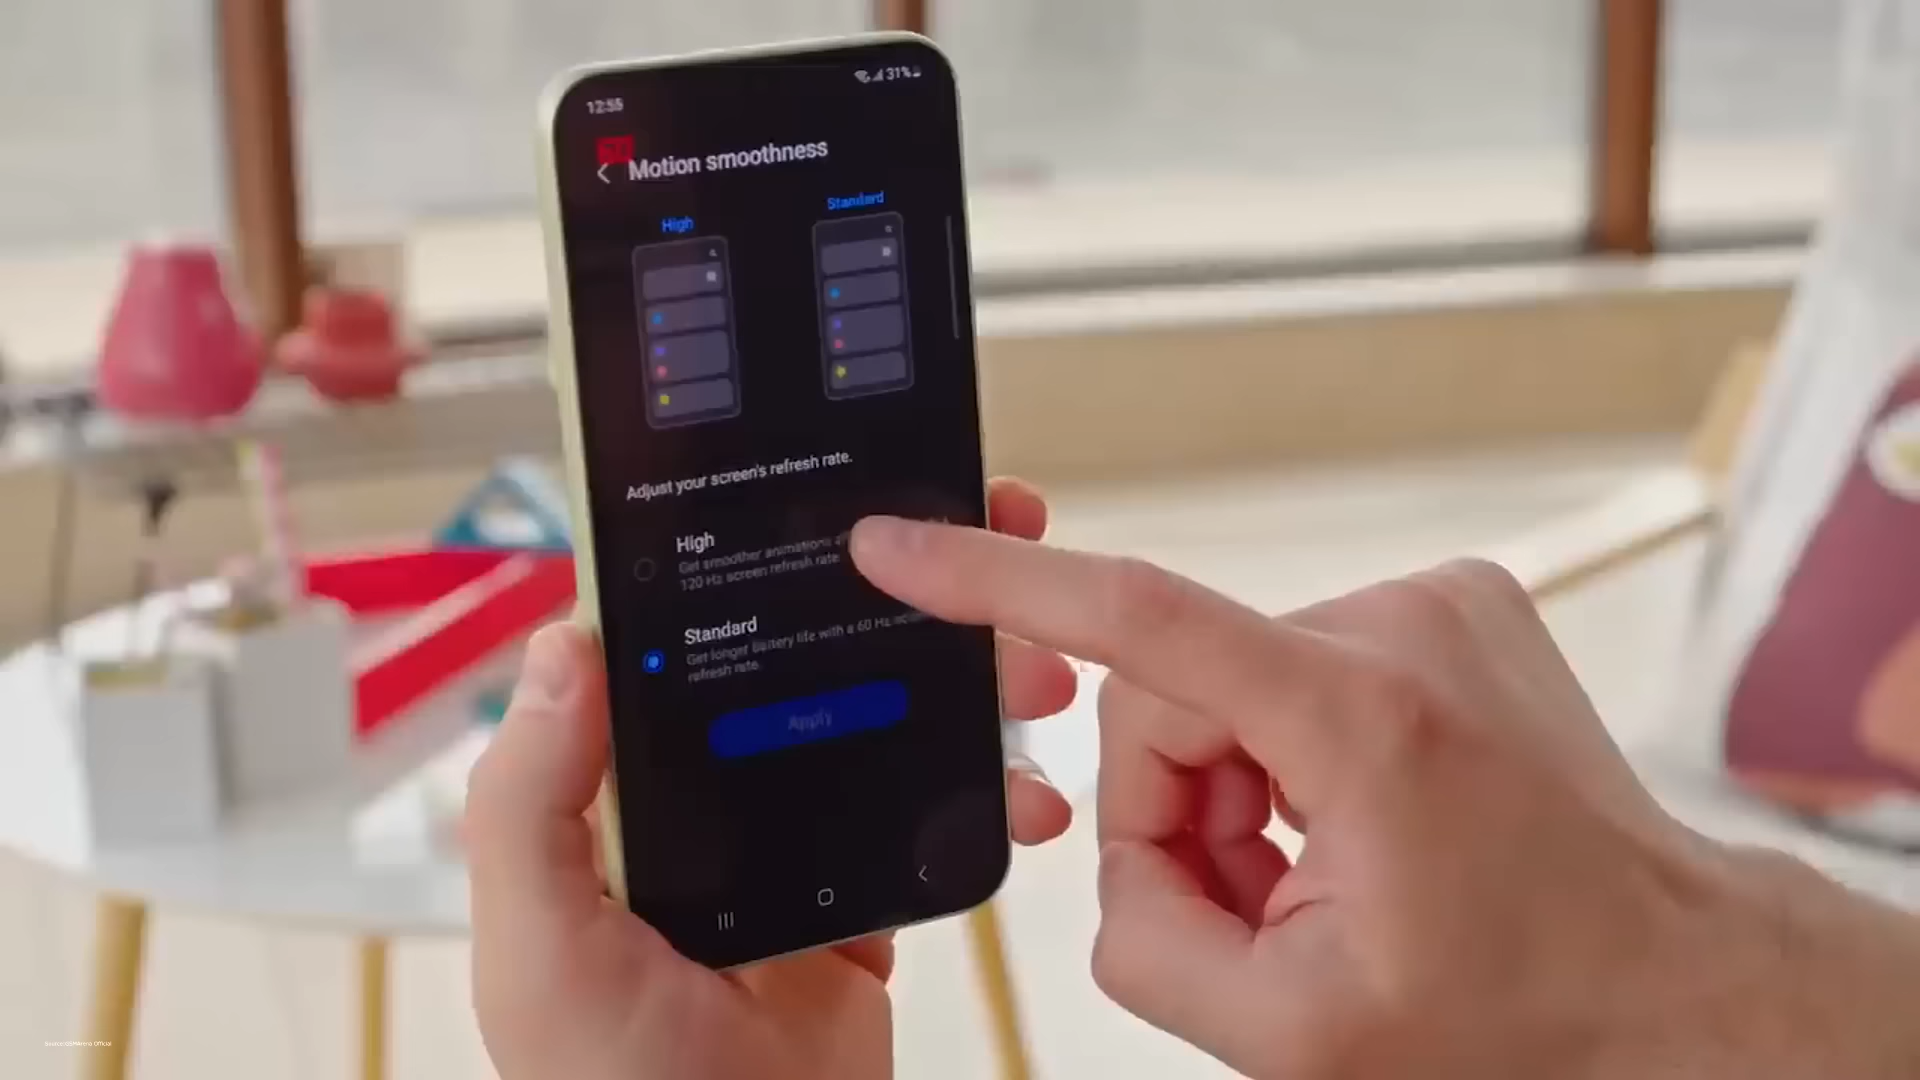 12:55
31%
Motion smoothness
High
Standard
Adjust your screen's refresh rate.
High
Get smoother animations
120 Hz screen refresh rate
Standard
Get longer battery life with a 60 Hz
refresh rate.
Apply